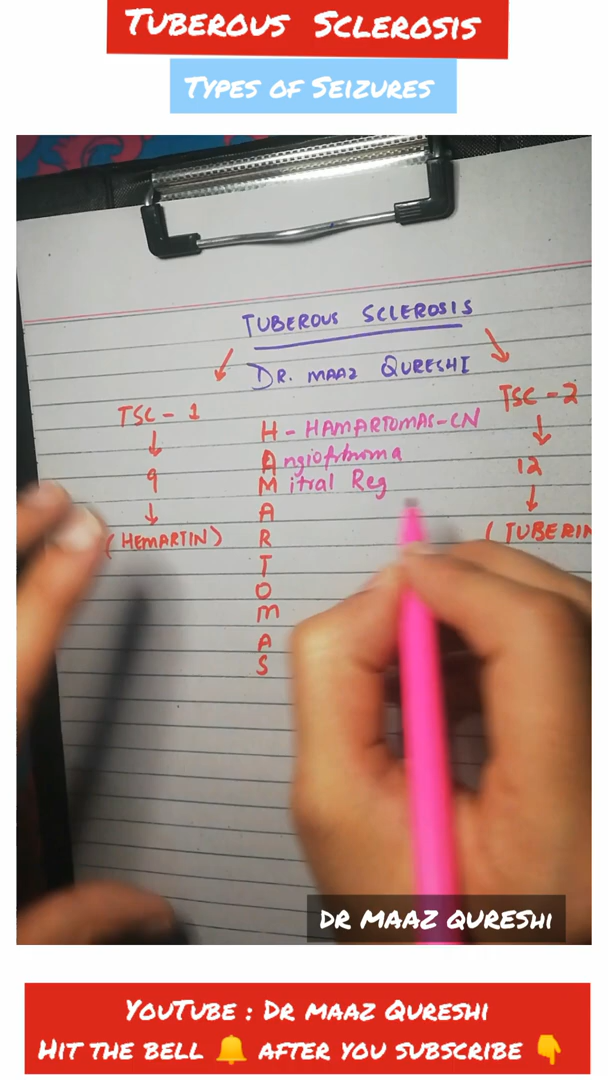 TUBEROUS SCLEROSIS
TYPES OF SEIZURES
TUBEROUS SCLEROSIS
DR. MAAZ QURESHI
TSC - 1
9
(HEMARTIN)
H - HAMARTOMAS-CN
Angiofibroma
Mitral Reg
A
R
T
O
M
A
S
TSC - 2
12
(TUBERIN
DR MAAZ QURESHI
YOUTUBE : DR MAAZ QURESHI
HIT THE BELL 🔔 AFTER YOU SUBSCRIBE 👇